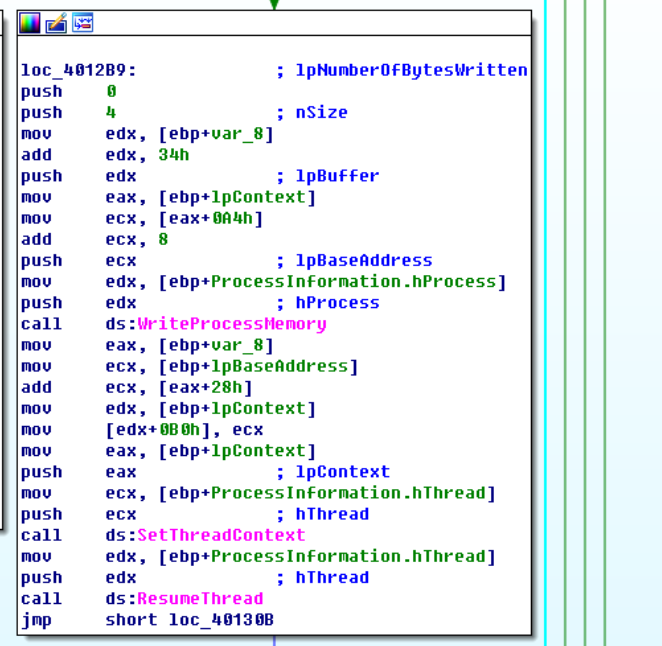 loc_4012B9: ; lpNumberOfBytesWritten
push 0
push 4 ; nSize
mov edx, [ebp+var_8]
add edx, 34h
push edx ; lpBuffer
mov eax, [ebp+lpContext]
mov ecx, [eax+0A4h]
add ecx, 8
push ecx ; lpBaseAddress
mov edx, [ebp+ProcessInformation.hProcess]
push edx ; hProcess
call ds:WriteProcessMemory
mov eax, [ebp+var_8]
mov ecx, [ebp+lpBaseAddress]
add ecx, [eax+28h]
mov edx, [ebp+lpContext]
mov [edx+0B0h], ecx
mov eax, [ebp+lpContext]
push eax ; lpContext
mov ecx, [ebp+ProcessInformation.hThread]
push ecx ; hThread
call ds:SetThreadContext
mov edx, [ebp+ProcessInformation.hThread]
push edx ; hThread
call ds:ResumeThread
jmp short loc_40130B